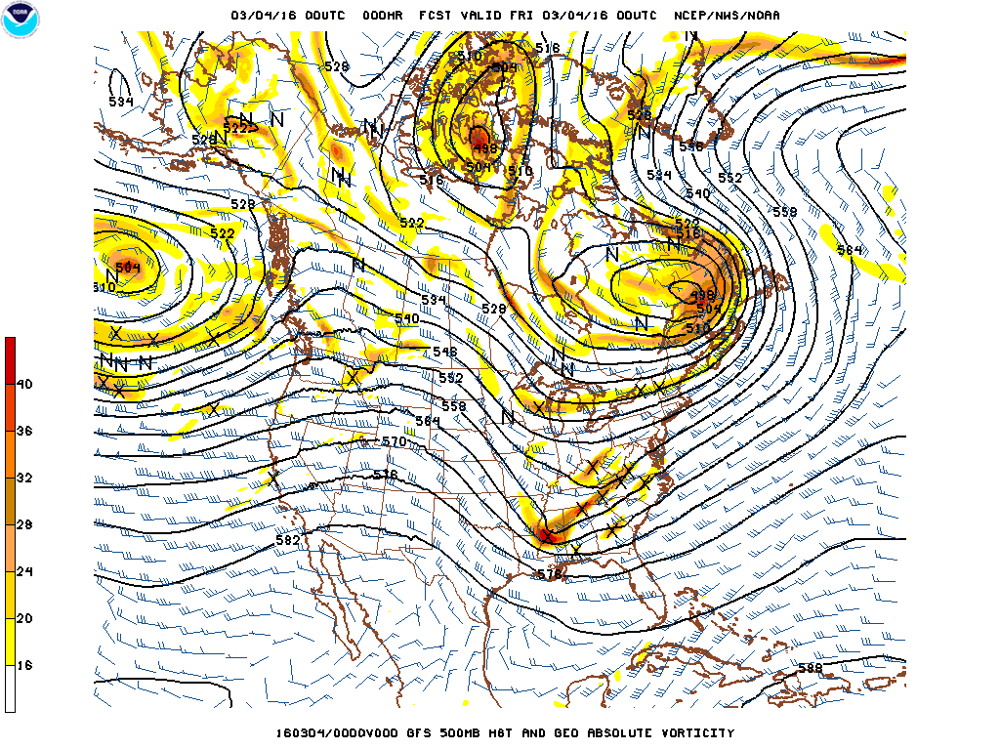 NOAA
03/04/16 00UTC 000HR FCST VALID FRI 03/04/16 00UTC NCEP/NWS/NOAA
510 516
528 504
534
528
522 N N N N N
528 498 N 516
504 510
N N 516 534 552
528 540 558
522 522
516 564
504 N N N
510 498
534 528 504
X X X 540 N 510
N N N 546 N N
X X X 552 X X
X 558 X N
564
40 570
X 576 X X X
36 X X
582 X X X
32 576
28
24
20
16 588
160304/0000V000 GFS 500MB HGT AND GEO ABSOLUTE VORTICITY